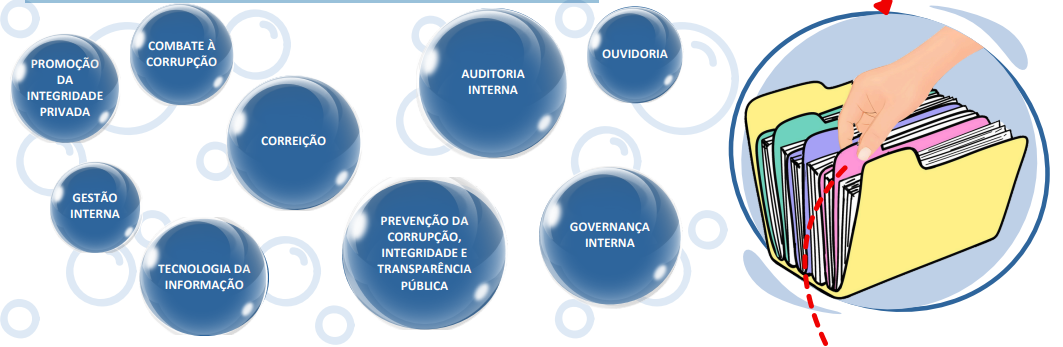 COMBATE À
CORRUPÇÃO
PROMOÇÃO
DA
INTEGRIDADE
PRIVADA
CORREIÇÃO
AUDITORIA
INTERNA
OUVIDORIA
GESTÃO
INTERNA
TECNOLOGIA DA
INFORMAÇÃO
PREVENÇÃO DA
CORRUPÇÃO,
INTEGRIDADE E
TRANSPARÊNCIA
PÚBLICA
GOVERNANÇA
INTERNA